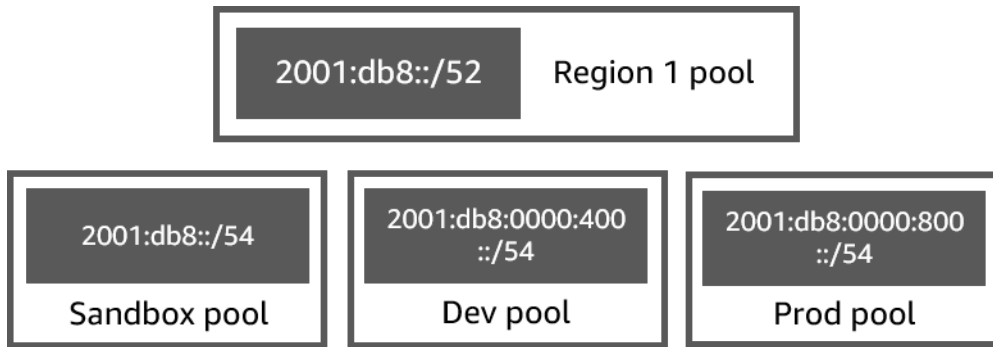 2001:db8::/52
Region 1 pool
2001:db8::/54
Sandbox pool
2001:db8:0000:400
::/54
Dev pool
2001:db8:0000:800
::/54
Prod pool